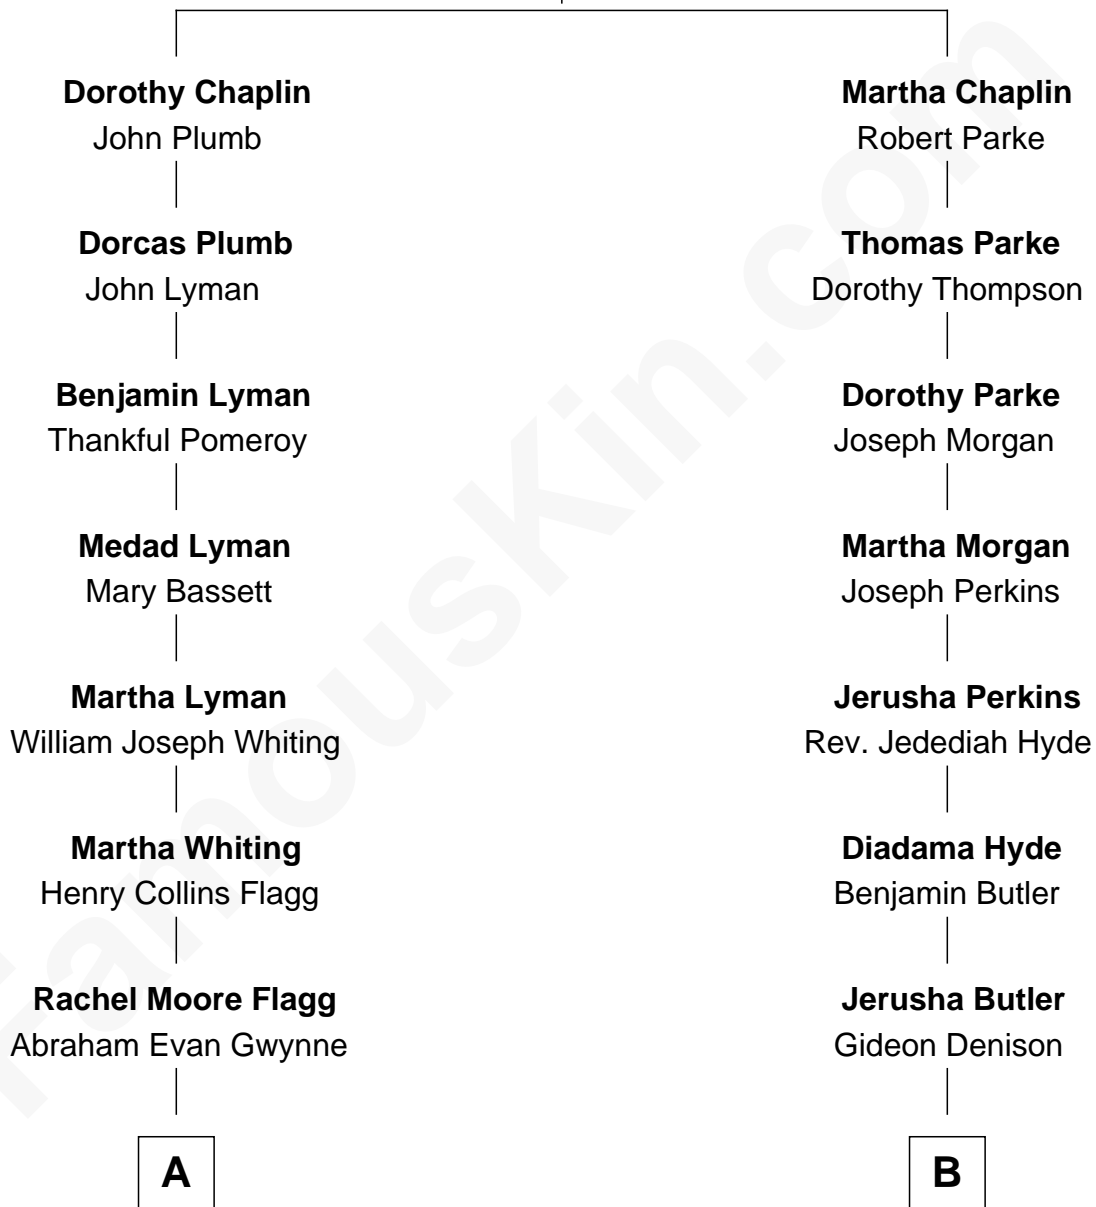 Dorothy Chaplin
John Plumb
Dorcas Plumb
John Lyman
Benjamin Lyman
Thankful Pomeroy
Medad Lyman
Mary Bassett
Martha Lyman
William Joseph Whiting
Martha Whiting
Henry Collins Flagg
Rachel Moore Flagg
Abraham Evan Gwynne
A
Martha Chaplin
Robert Parke
Thomas Parke
Dorothy Thompson
Dorothy Parke
Joseph Morgan
Martha Morgan
Joseph Perkins
Jerusha Perkins
Rev. Jedediah Hyde
Diadama Hyde
Benjamin Butler
Jerusha Butler
Gideon Denison
B
FamousKin.com